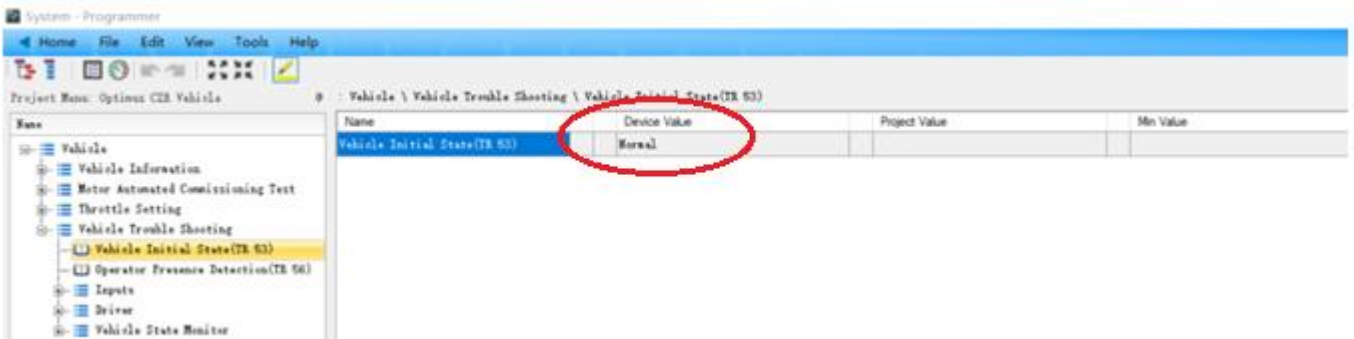 System - Programmer
Home File Edit View Tools Help
Project Menu: Optimus CZR Vehicle
: Vehicle \ Vehicle Trouble Shooting \ Vehicle Initial State(TR 53)
Name
Name Device Value Project Value Min Value
Vehicle Initial State(TR 53) Normal
Vehicle
Vehicle Information
Motor Automated Commissioning Test
Throttle Setting
Vehicle Trouble Shooting
Vehicle Initial State(TR 53)
Operator Presence Detection(TR 56)
Inputs
Driver
Vehicle State Monitor